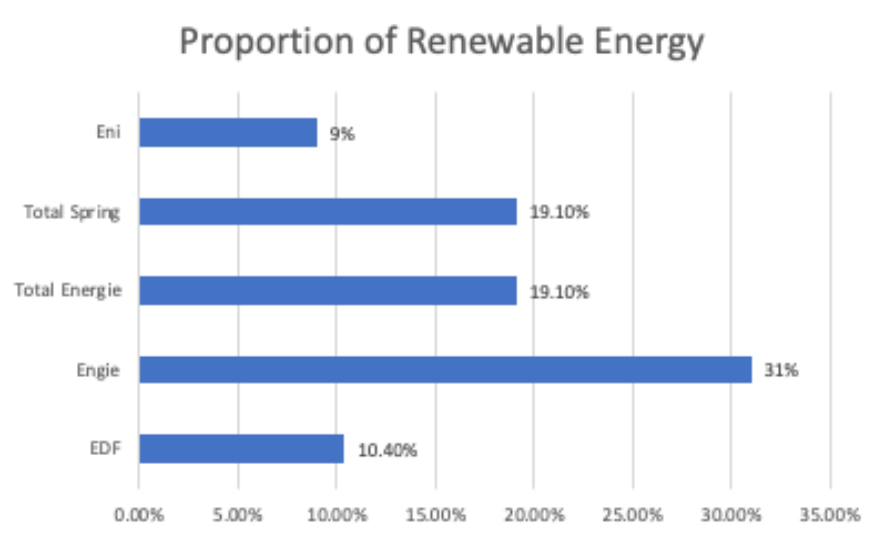 Proportion of Renewable Energy
Eni 9%
Total Spring 19.10%
Total Energie 19.10%
Engie 31%
EDF 10.40%
0.00% 5.00% 10.00% 15.00% 20.00% 25.00% 30.00% 35.00%